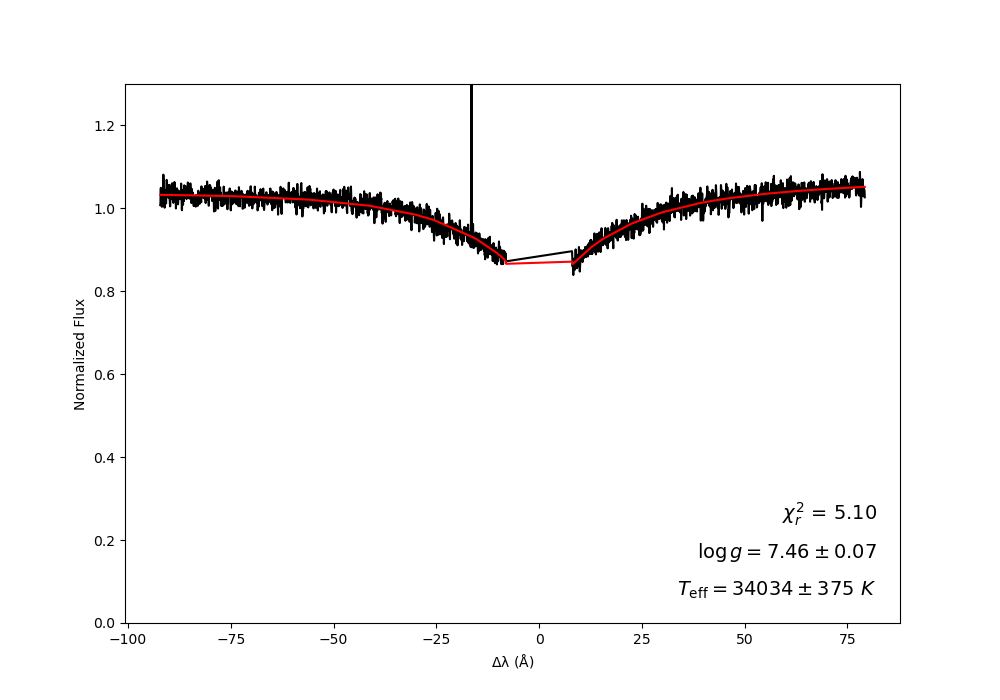 1.2
1.0
0.8
0.6
0.4
0.2
0.0
Normalized Flux
χ²ᵣ = 5.10
log g = 7.46 ± 0.07
T_eff = 34034 ± 375 K
−100 −75 −50 −25 0 25 50 75
Δλ (Å)